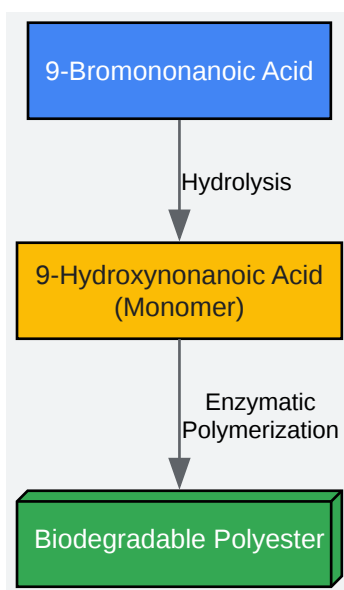 9-Bromononanoic Acid
Hydrolysis
9-Hydroxynonanoic Acid
(Monomer)
Enzymatic
Polymerization
Biodegradable Polyester